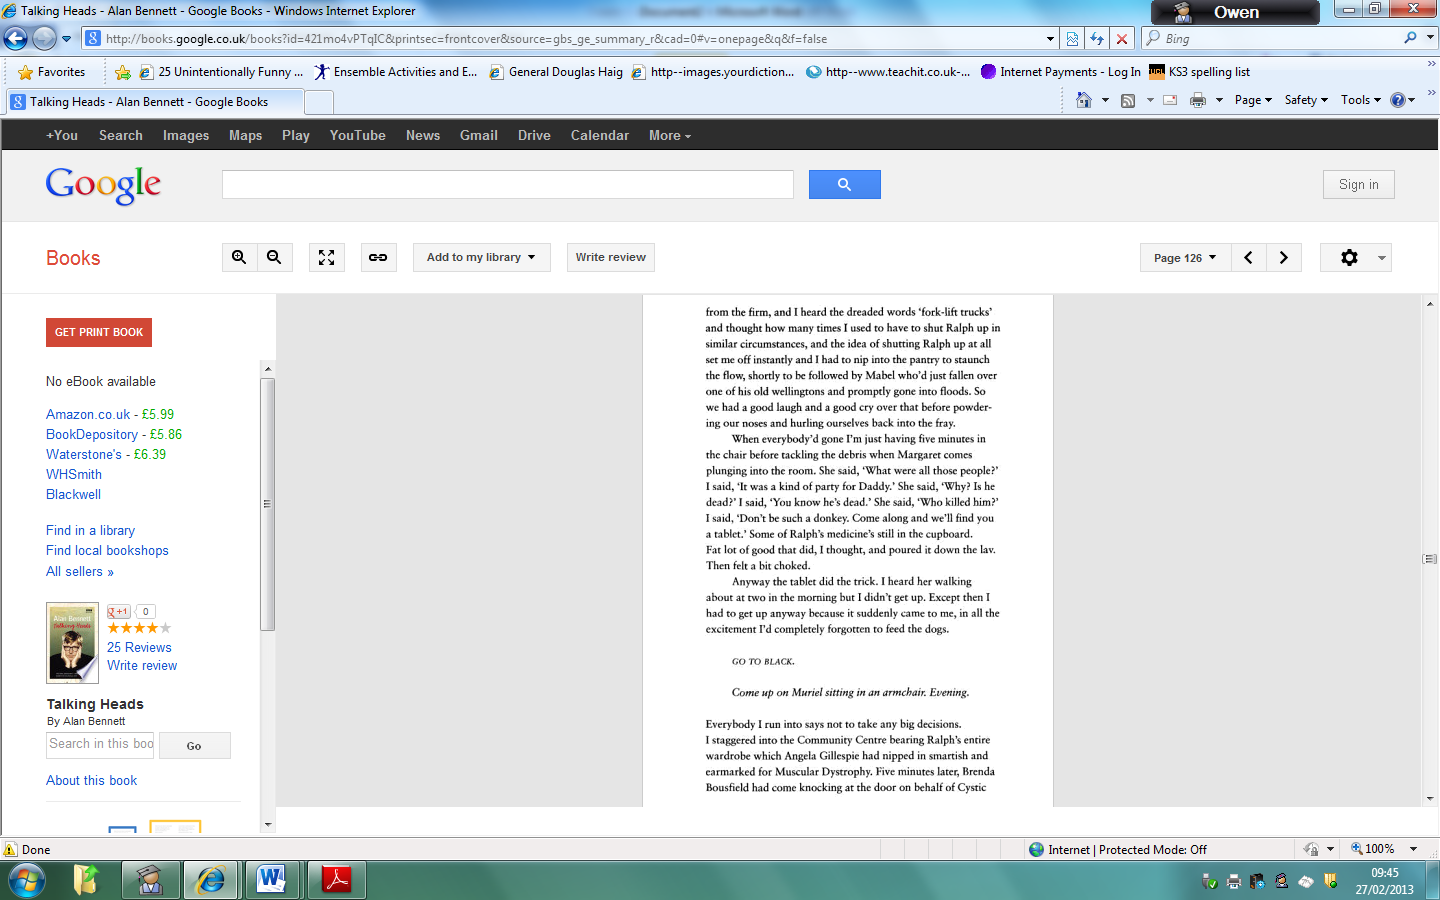 Talking Heads - Alan Bennett - Google Books - Windows Internet Explorer
Owen
http://books.google.co.uk/books?id=421mo4vPTqIC&printsec=frontcover&source=gbs_ge_summary_r&cad=0#v=onepage&q&f=false
Bing
Favorites
25 Unintentionally Funny ...
Ensemble Activities and E...
General Douglas Haig
http--images.yourdiction...
http--www.teachit.co.uk-...
Internet Payments - Log In
KS3 spelling list
Talking Heads - Alan Bennett - Google Books
Page
Safety
Tools
+You Search Images Maps Play YouTube News Gmail Drive Calendar More
Google
Sign in
Books
Add to my library
Write review
Page 126
GET PRINT BOOK
No eBook available
Amazon.co.uk - £5.99
BookDepository - £5.86
Waterstone's - £6.39
WHSmith
Blackwell
Find in a library
Find local bookshops
All sellers »
Alan Bennett
Talking Heads
+1
0
25 Reviews
Write review
Talking Heads
By Alan Bennett
Search in this boo
Go
About this book
from the firm, and I heard the dreaded words ‘fork-lift trucks’
and thought how many times I used to have to shut Ralph up in
similar circumstances, and the idea of shutting Ralph up at all
set me off instantly and I had to nip into the pantry to staunch
the flow, shortly to be followed by Mabel who’d just fallen over
one of his old wellingtons and promptly gone into floods. So
we had a good laugh and a good cry over that before powder-
ing our noses and hurling ourselves back into the fray.
When everybody’d gone I’m just having five minutes in
the chair before tackling the debris when Margaret comes
plunging into the room. She said, ‘What were all those people?’
I said, ‘It was a kind of party for Daddy.’ She said, ‘Why? Is he
dead?’ I said, ‘You know he’s dead.’ She said, ‘Who killed him?’
I said, ‘Don’t be such a donkey. Come along and we’ll find you
a tablet.’ Some of Ralph’s medicine’s still in the cupboard.
Fat lot of good that did, I thought, and poured it down the lav.
Then felt a bit choked.
Anyway the tablet did the trick. I heard her walking
about at two in the morning but I didn’t get up. Except then I
had to get up anyway because it suddenly came to me, in all the
excitement I’d completely forgotten to feed the dogs.
GO TO BLACK.
Come up on Muriel sitting in an armchair. Evening.
Everybody I run into says not to take any big decisions.
I staggered into the Community Centre bearing Ralph’s entire
wardrobe which Angela Gillespie had nipped in smartish and
earmarked for Muscular Dystrophy. Five minutes later, Brenda
Bousfield had come knocking at the door on behalf of Cystic
Done
Internet | Protected Mode: Off
100%
09:45
27/02/2013